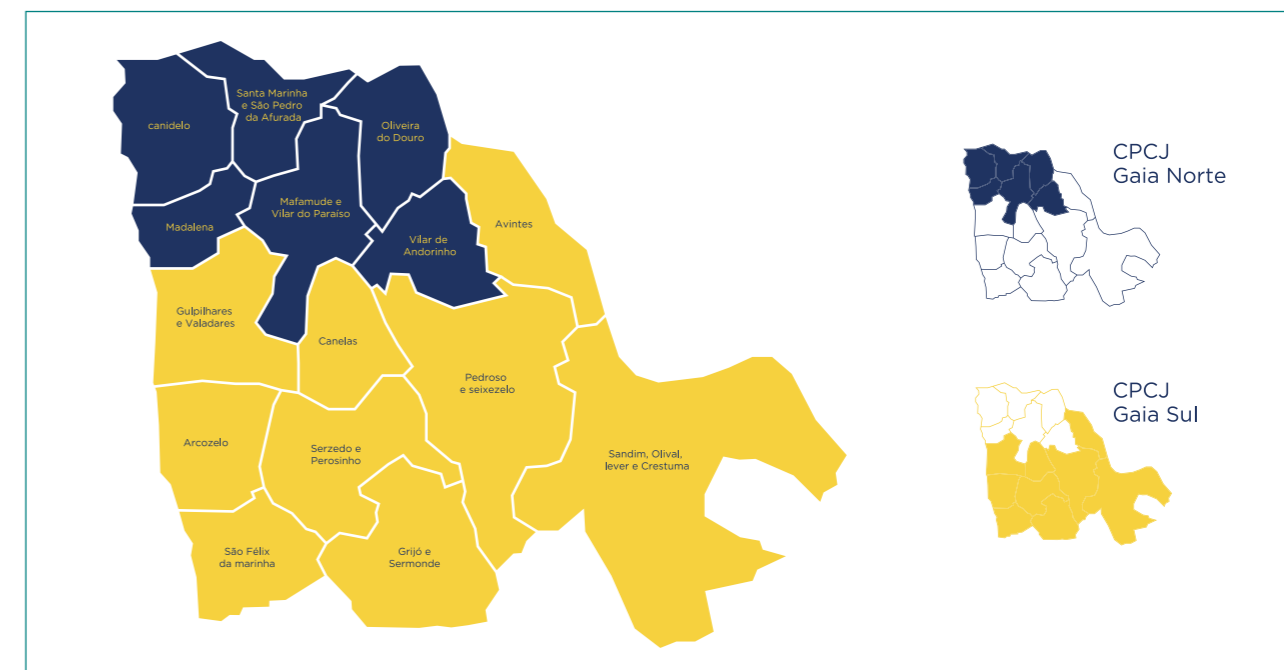 Santa Marinha
e São Pedro
da Afurada
canidelo
Oliveira
do Douro
Mafamude e
Vilar do Paraíso
Madalena
Avintes
Vilar de
Andorinho
Gulpilhares
e Valadares
Canelas
Pedroso
e seixezelo
Arcozelo
Serzedo e
Perosinho
Sandim, Olival,
lever e Crestuma
São Félix
da marinha
Grijó e
Sermonde
CPCJ
Gaia Norte
CPCJ
Gaia Sul